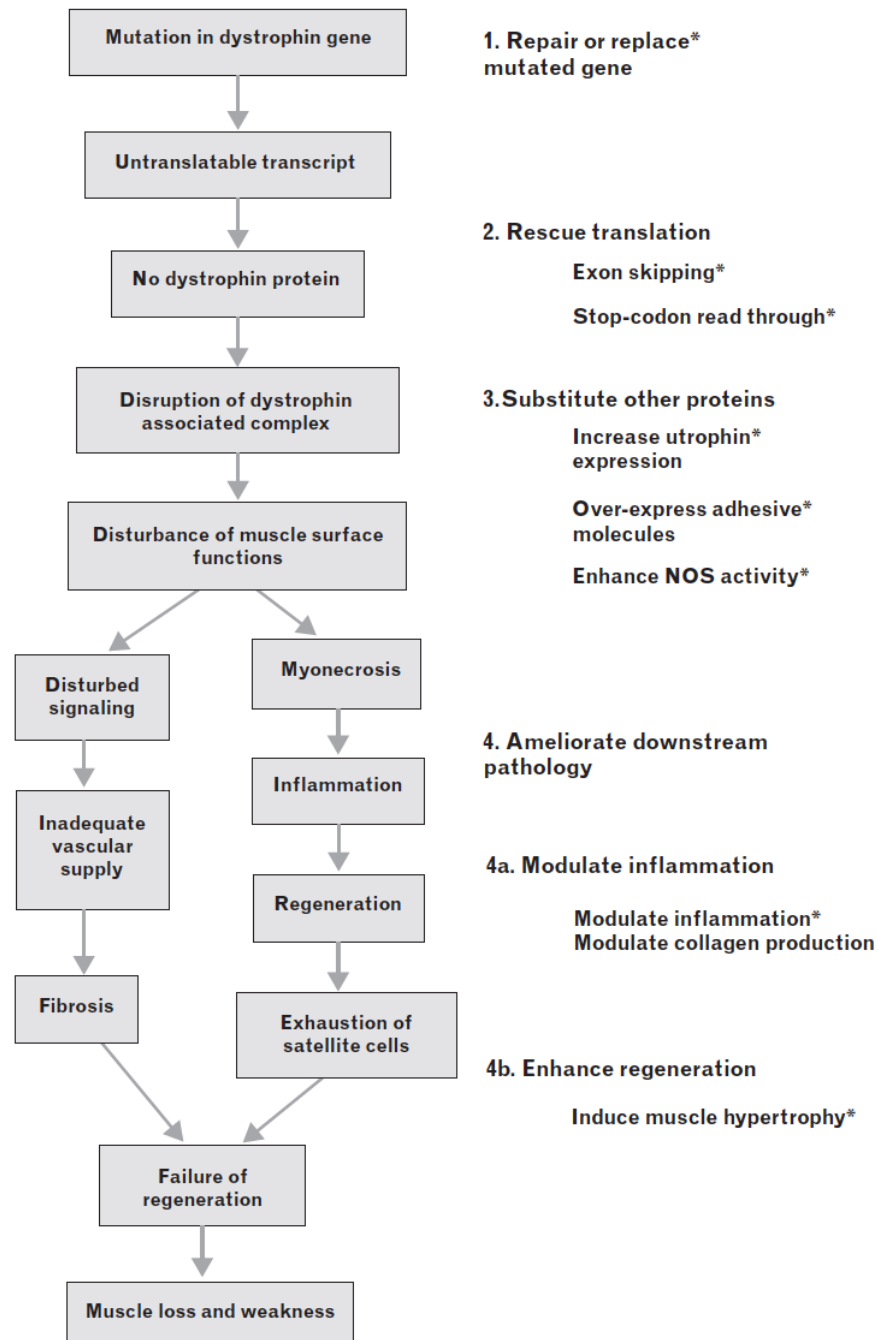 Mutation in dystrophin gene
Untranslatable transcript
No dystrophin protein
Disruption of dystrophin
associated complex
Disturbance of muscle surface
functions
Disturbed
signaling
Inadequate
vascular
supply
Fibrosis
Myonecrosis
Inflammation
Regeneration
Exhaustion of
satellite cells
Failure of
regeneration
Muscle loss and weakness
1. Repair or replace*
mutated gene
2. Rescue translation
Exon skipping*
Stop-codon read through*
3.Substitute other proteins
Increase utrophin*
expression
Over-express adhesive*
molecules
Enhance NOS activity*
4. Ameliorate downstream
pathology
4a. Modulate inflammation
Modulate inflammation*
Modulate collagen production
4b. Enhance regeneration
Induce muscle hypertrophy*